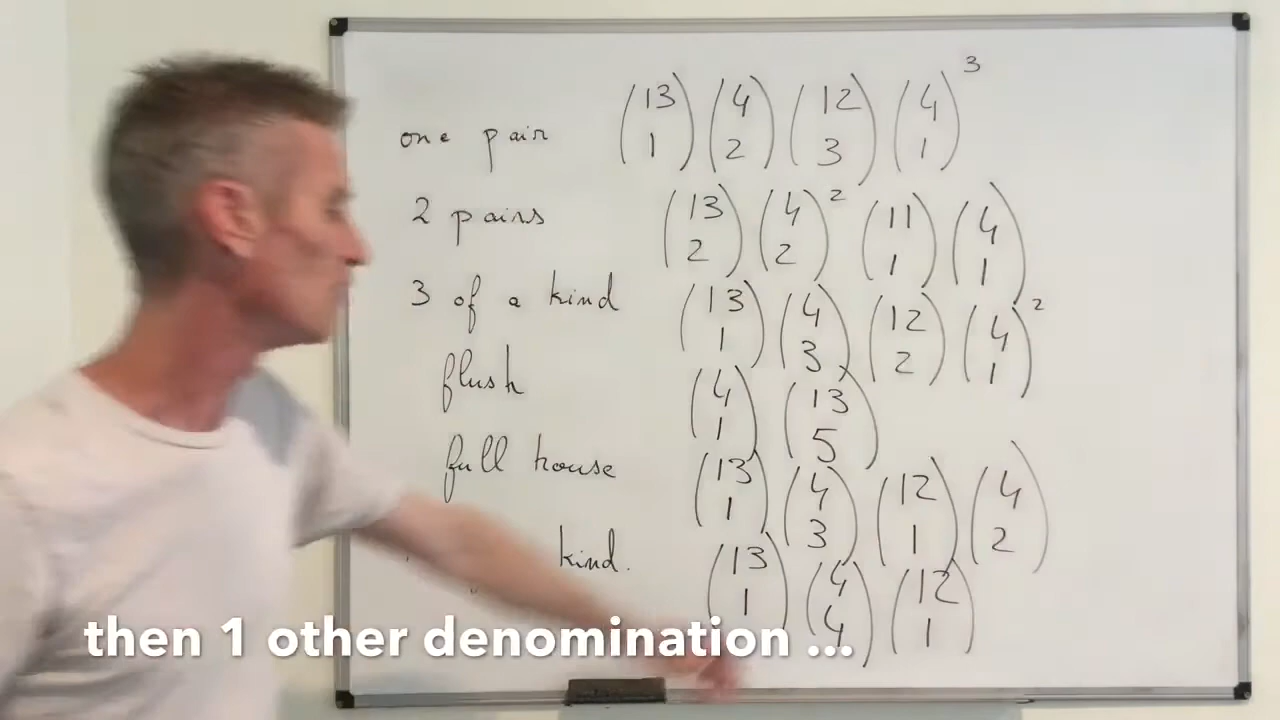 one pair (13 1) (4 2) (12 3) (4 1)³
2 pairs (13 2) (4 2)² (11 1) (4 1)
3 of a kind (13 1) (4 3) (12 2) (4 1)²
flush (4 1) (13 5)
full house (13 1) (4 3) (12 1) (4 2)
kind. (13 1) (4 4) (12 1)
then 1 other denomination ...